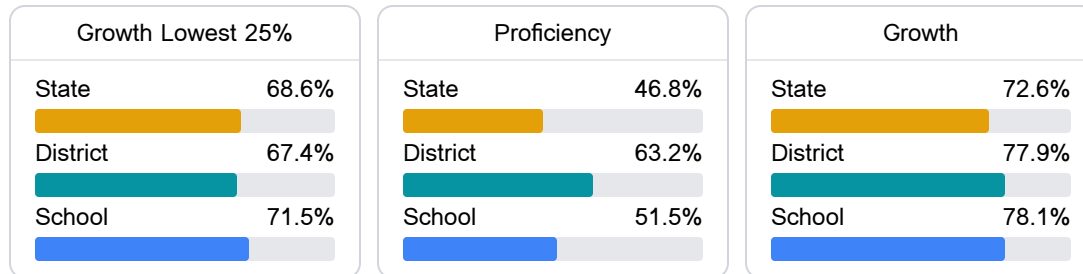 Growth Lowest 25%
State 68.6%
District 67.4%
School 71.5%
Proficiency
State 46.8%
District 63.2%
School 51.5%
Growth
State 72.6%
District 77.9%
School 78.1%